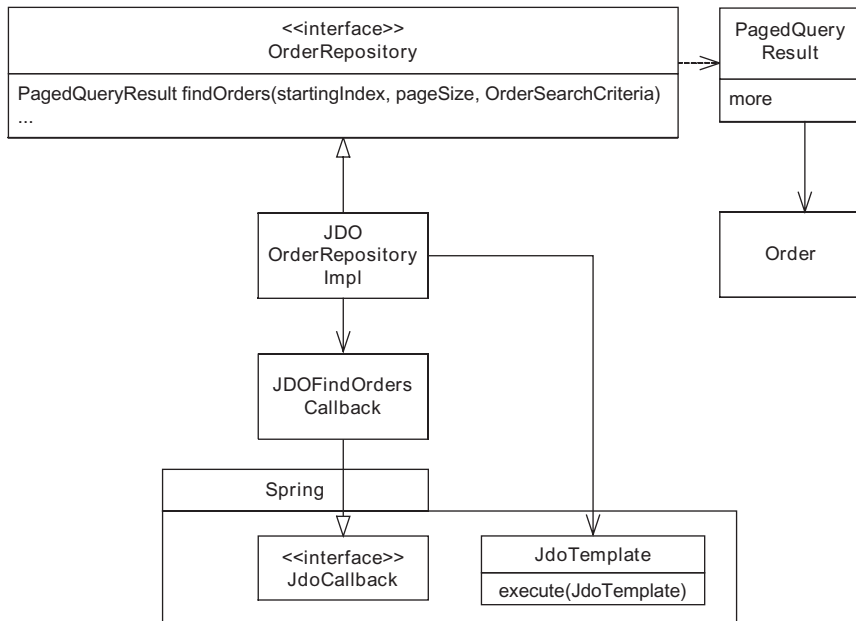 <<interface>>
OrderRepository
PagedQueryResult findOrders(startingIndex, pageSize, OrderSearchCriteria)
...
PagedQuery
Result
more
JDO
OrderRepository
Impl
Order
JDOFindOrders
Callback
Spring
<<interface>>
JdoCallback
JdoTemplate
execute(JdoTemplate)